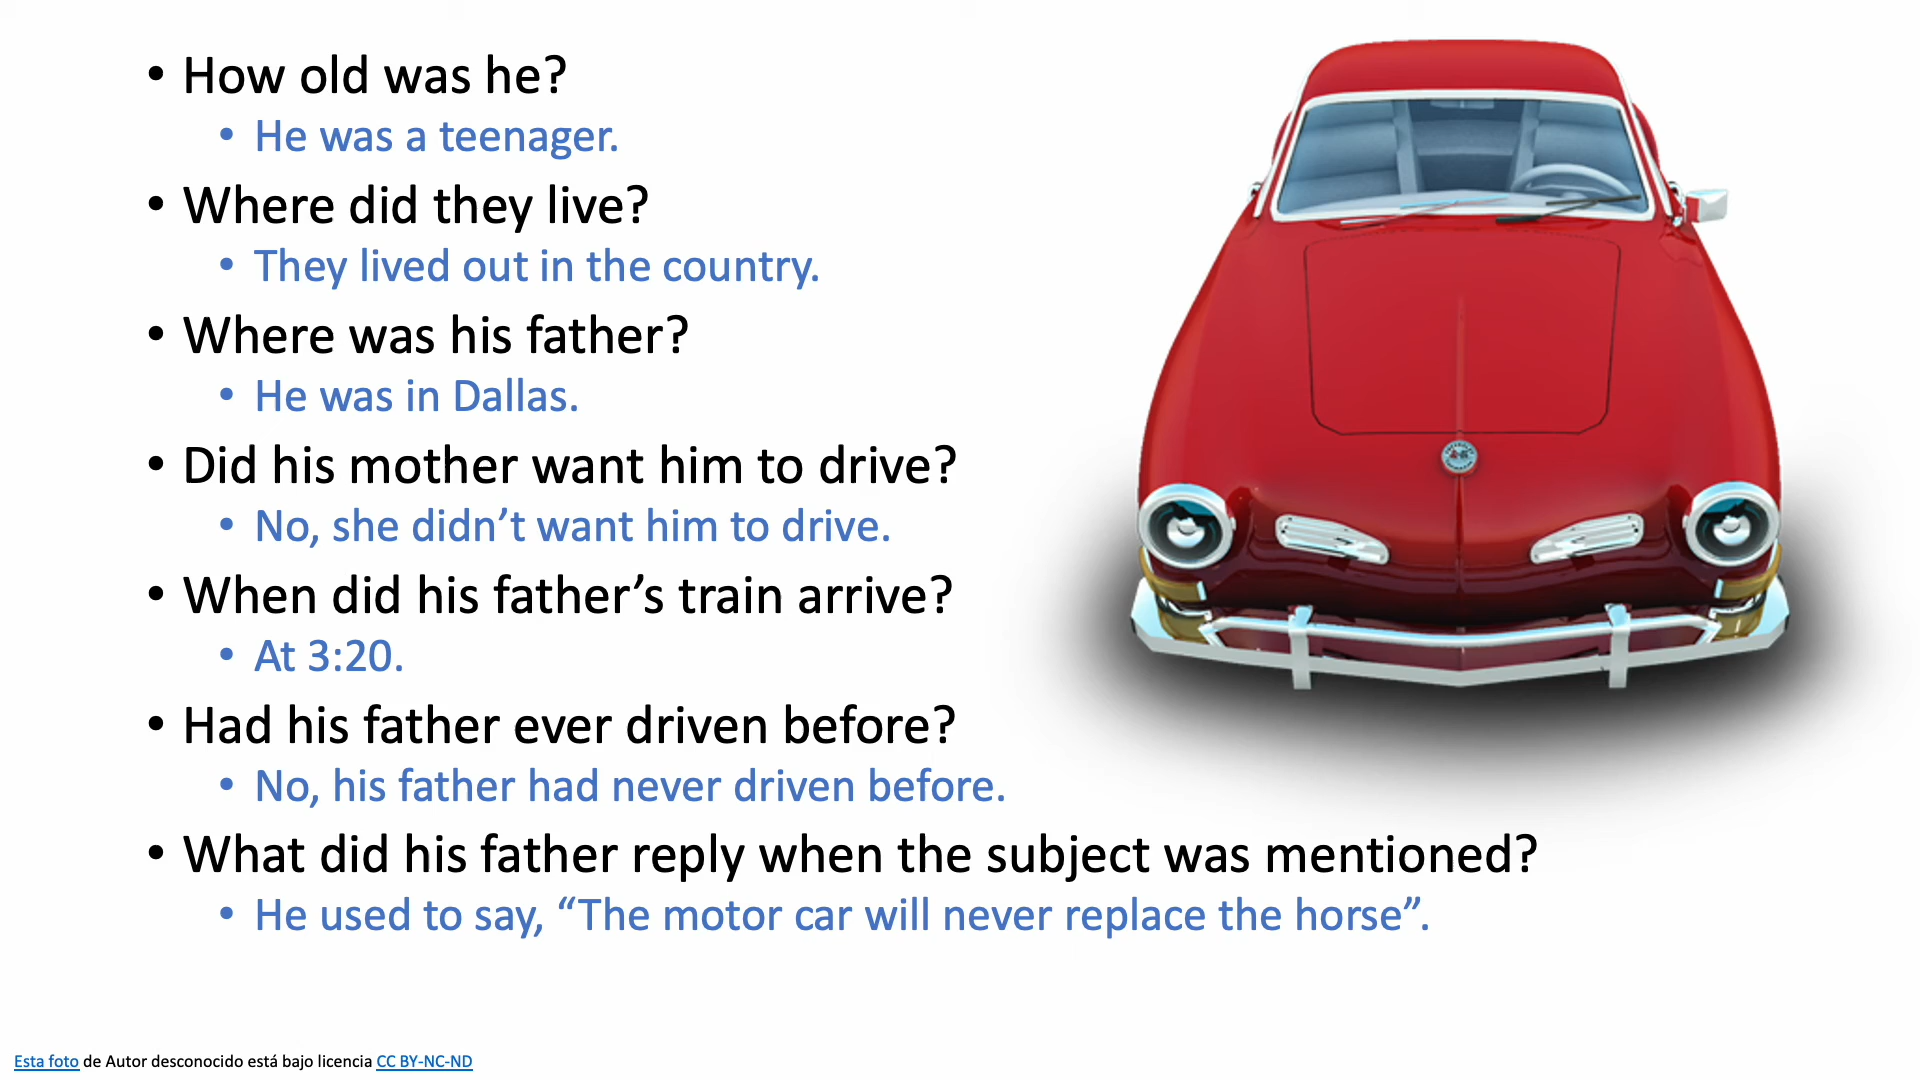 • How old was he?
• He was a teenager.
• Where did they live?
• They lived out in the country.
• Where was his father?
• He was in Dallas.
• Did his mother want him to drive?
• No, she didn’t want him to drive.
• When did his father’s train arrive?
• At 3:20.
• Had his father ever driven before?
• No, his father had never driven before.
• What did his father reply when the subject was mentioned?
• He used to say, “The motor car will never replace the horse”.
Esta foto de Autor desconocido está bajo licencia CC BY-NC-ND